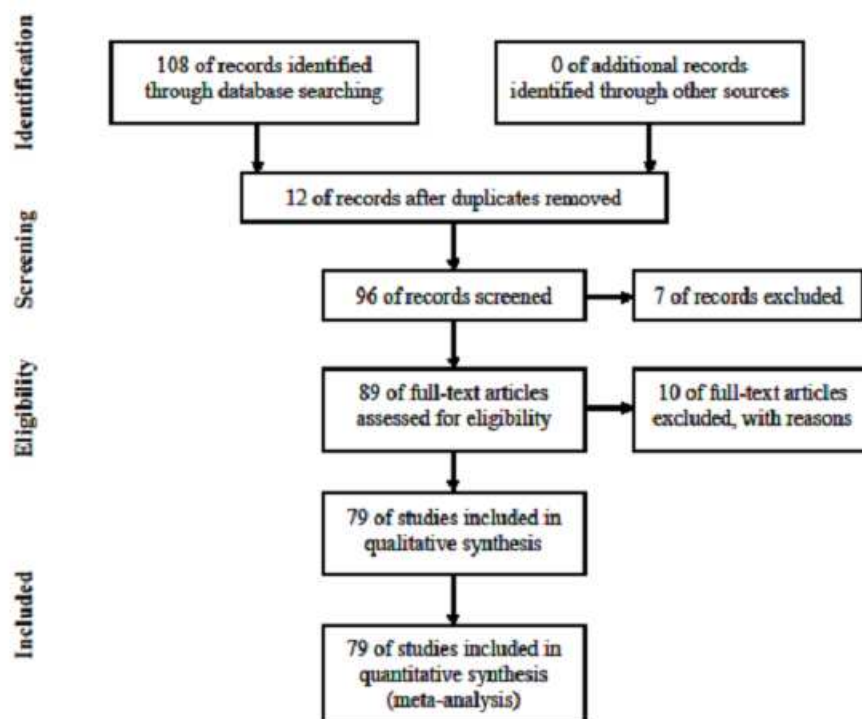 Identification
108 of records identified
through database searching
0 of additional records
identified through other sources
12 of records after duplicates removed
Screening
96 of records screened
7 of records excluded
Eligibility
89 of full-text articles
assessed for eligibility
10 of full-text articles
excluded, with reasons
79 of studies included in
qualitative synthesis
Included
79 of studies included in
quantitative synthesis
(meta-analysis)